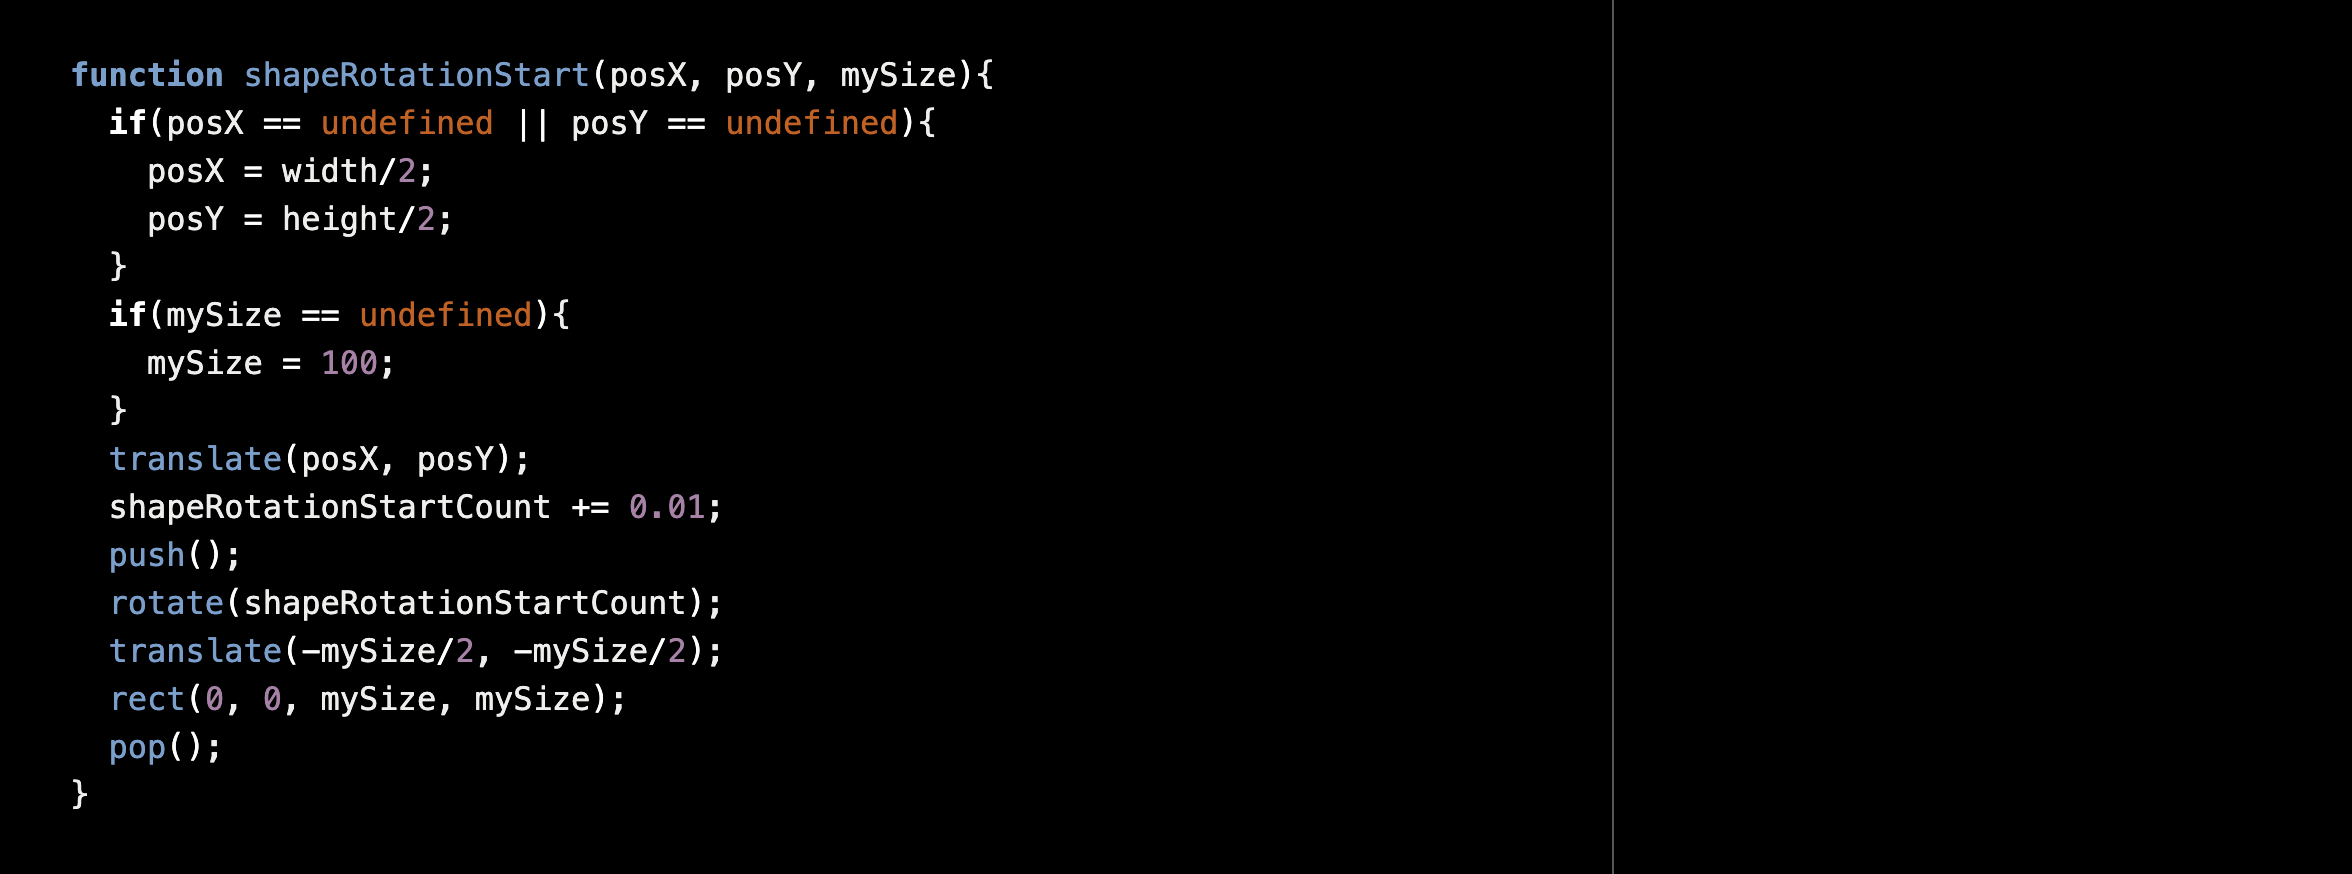 function shapeRotationStart(posX, posY, mySize){
  if(posX == undefined || posY == undefined){
    posX = width/2;
    posY = height/2;
  }
  if(mySize == undefined){
    mySize = 100;
  }
  translate(posX, posY);
  shapeRotationStartCount += 0.01;
  push();
  rotate(shapeRotationStartCount);
  translate(-mySize/2, -mySize/2);
  rect(0, 0, mySize, mySize);
  pop();
}